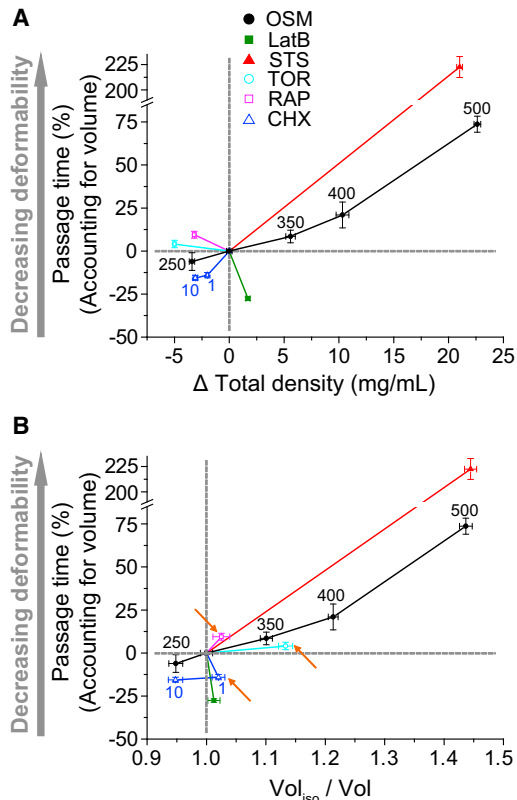 A
OSM
LatB
STS
TOR
RAP
CHX
Decreasing deformability
Passage time (%)
(Accounting for volume)
225
200
75
50
25
0
-25
-50
500
400
350
250
10
1
-5
0
5
10
15
20
25
Δ Total density (mg/mL)
B
Decreasing deformability
Passage time (%)
(Accounting for volume)
225
200
75
50
25
0
-25
-50
500
400
350
250
10
1
0.9
1.0
1.1
1.2
1.3
1.4
1.5
Vol_iso / Vol